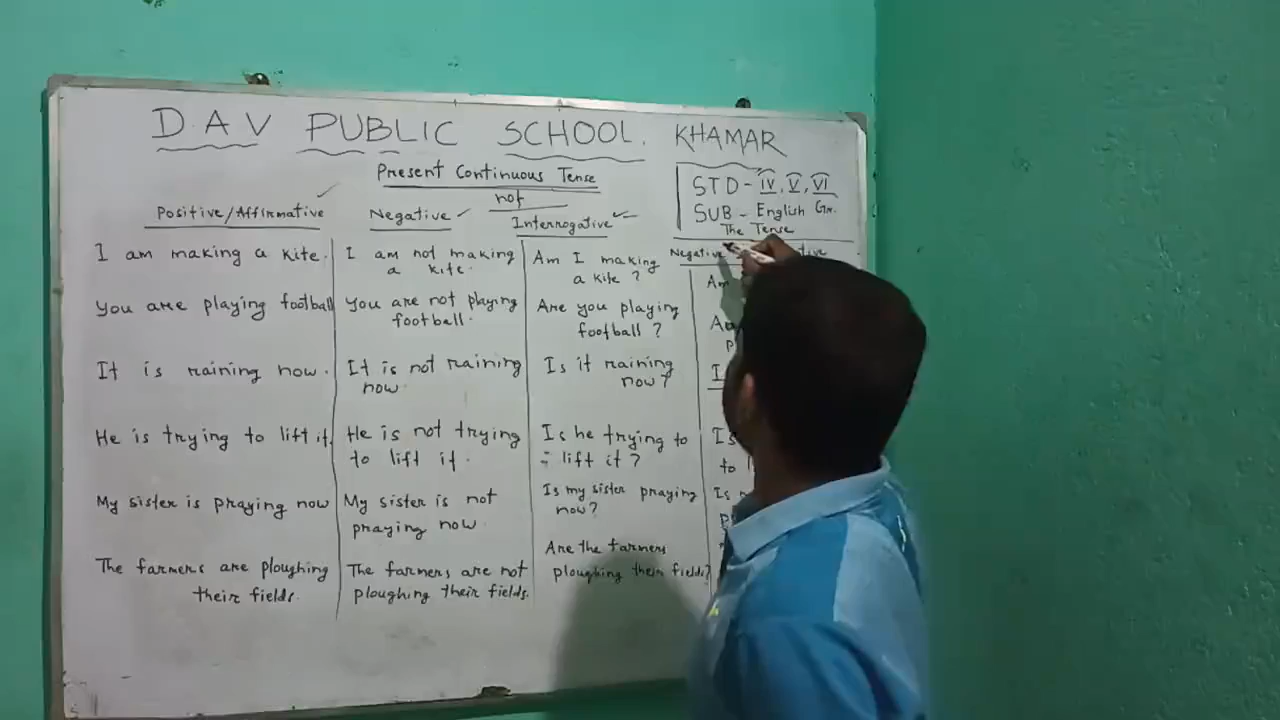 D.A.V PUBLIC SCHOOL. KHAMAR
Present Continuous Tense
not
STD - IV, V, VI
SUB - English Gr.
The Tense
Positive/Affirmative
I am making a kite.
You are playing football
It is raining now.
He is trying to lift it.
My sister is praying now
The farmers are ploughing
their fields.
Negative
I am not making
a kite.
You are not playing
football.
It is not raining
now.
He is not trying
to lift it.
My sister is not
praying now.
The farmers are not
ploughing their fields.
Interrogative
Am I making
a kite ?
Are you playing
football ?
Is it raining
now?
Is he trying to
lift it ?
Is my sister praying
now?
Are the farmers
ploughing their fields?
Negative
Am
I
Is
to
Is